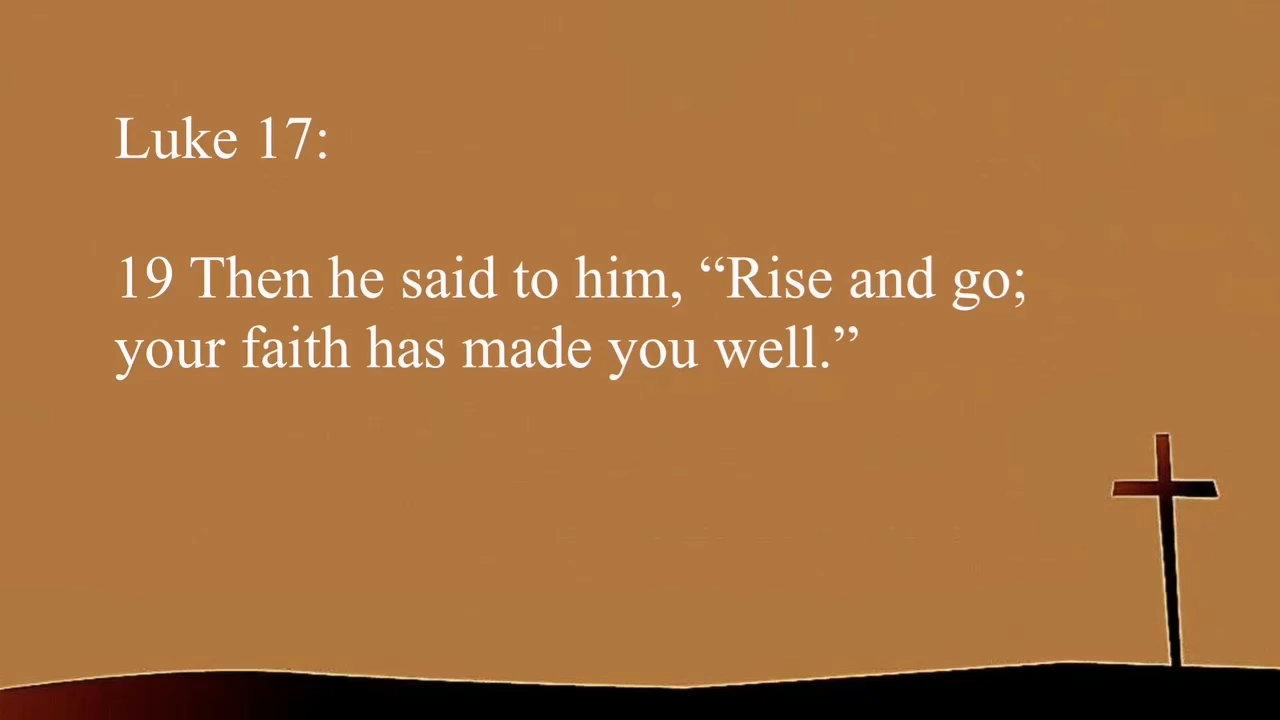 Luke 17:
19 Then he said to him, “Rise and go;
your faith has made you well.”